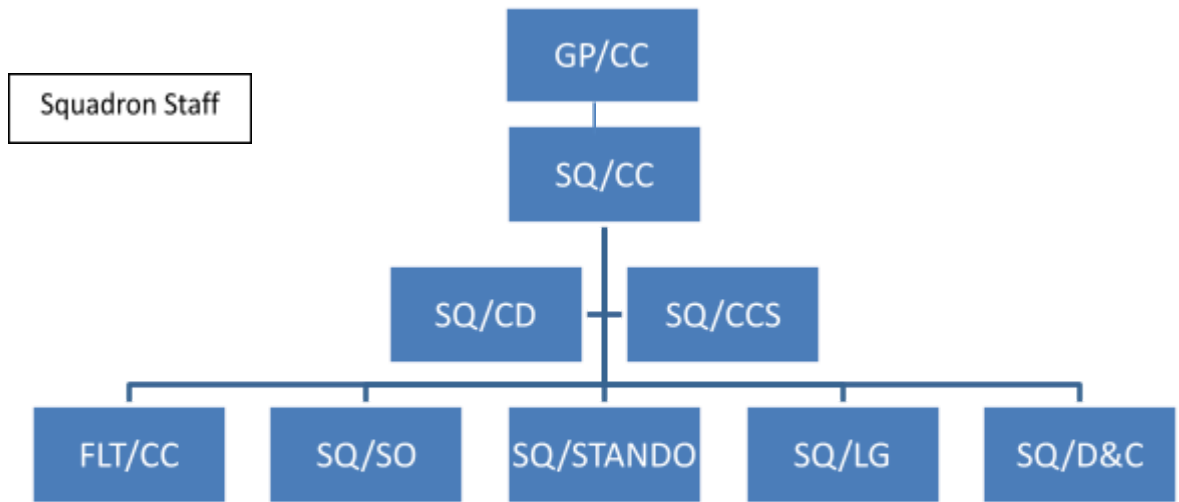 GP/CC
Squadron Staff
SQ/CC
SQ/CD
SQ/CCS
FLT/CC
SQ/SO
SQ/STANDO
SQ/LG
SQ/D&C